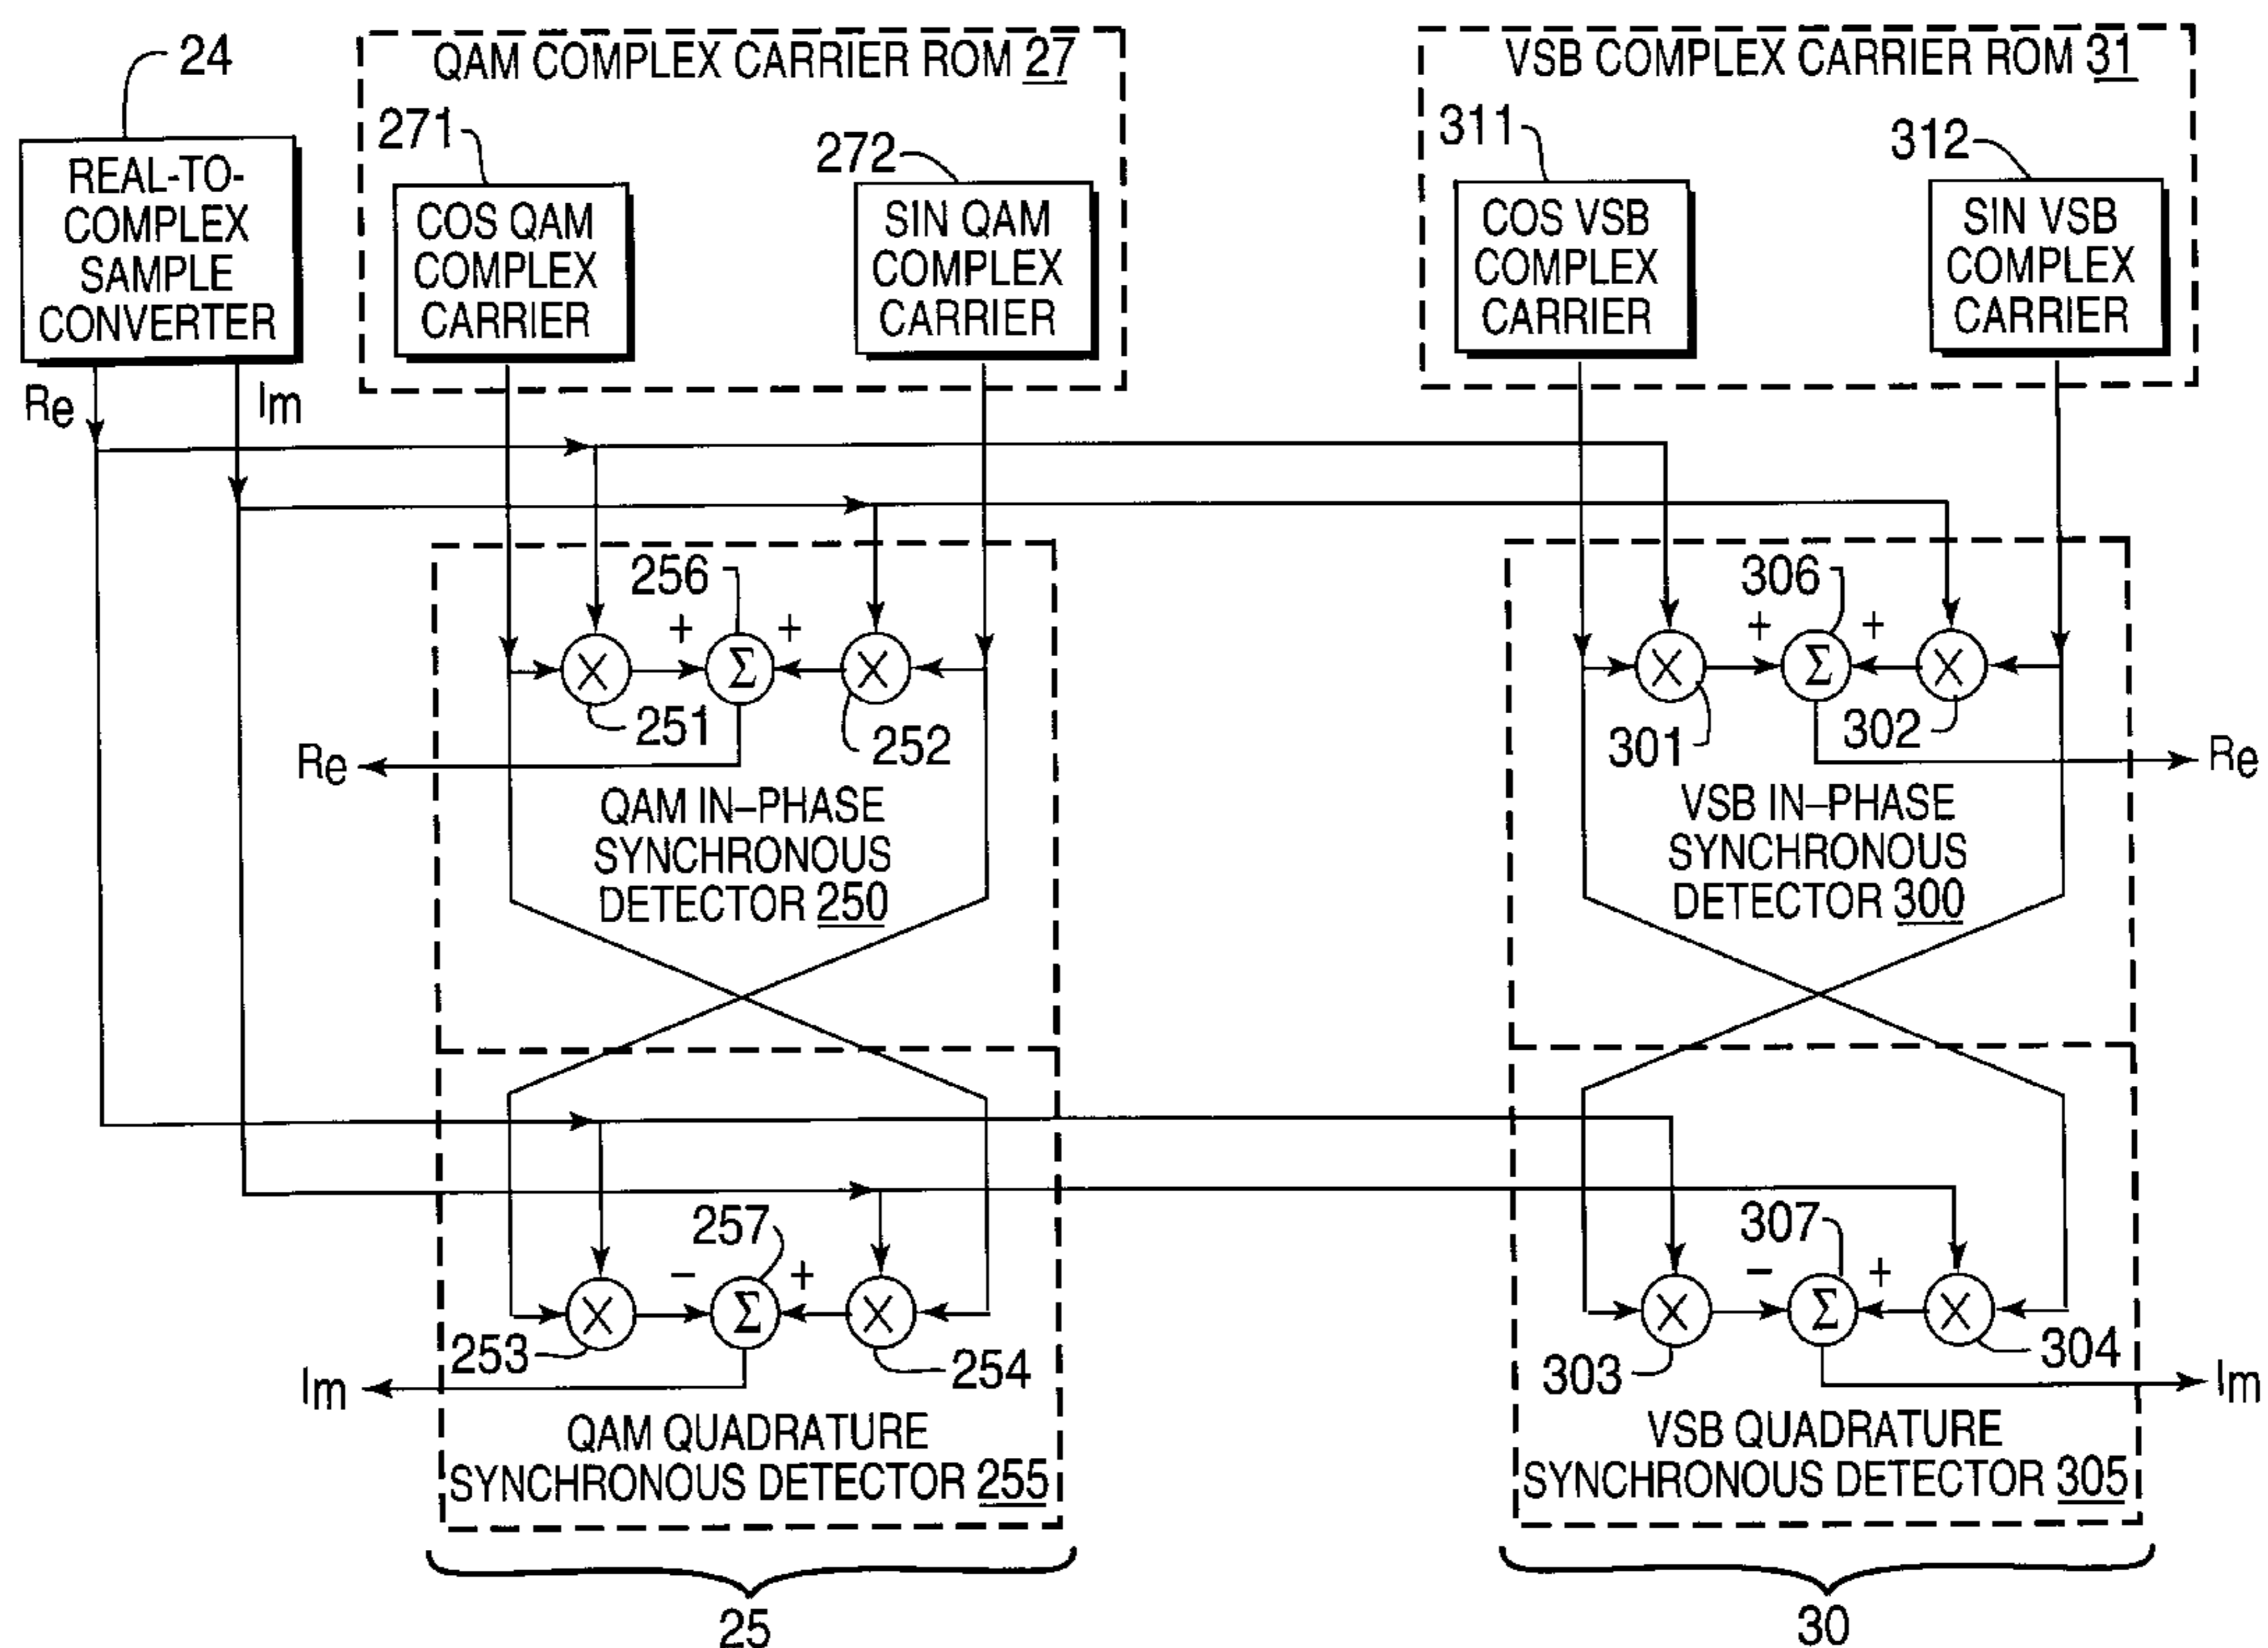 24
REAL-TO-
COMPLEX
SAMPLE
CONVERTER
Re
Im
QAM COMPLEX CARRIER ROM 27
271
COS QAM
COMPLEX
CARRIER
272
SIN QAM
COMPLEX
CARRIER
VSB COMPLEX CARRIER ROM 31
311
COS VSB
COMPLEX
CARRIER
312
SIN VSB
COMPLEX
CARRIER
256
+
+
X
Σ
X
251
252
Re
QAM IN–PHASE
SYNCHRONOUS
DETECTOR 250
306
+
+
X
Σ
X
301
302
Re
VSB IN–PHASE
SYNCHRONOUS
DETECTOR 300
257
–
+
X
Σ
X
253
254
Im
QAM QUADRATURE
SYNCHRONOUS DETECTOR 255
25
307
–
+
X
Σ
X
303
304
Im
VSB QUADRATURE
SYNCHRONOUS DETECTOR 305
30